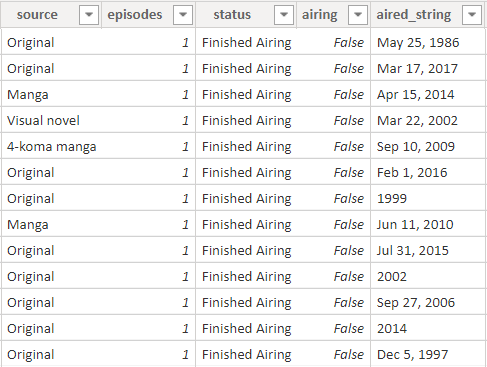 source episodes status airing aired_string
Original 1 Finished Airing False May 25, 1986
Original 1 Finished Airing False Mar 17, 2017
Manga 1 Finished Airing False Apr 15, 2014
Visual novel 1 Finished Airing False Mar 22, 2002
4-koma manga 1 Finished Airing False Sep 10, 2009
Original 1 Finished Airing False Feb 1, 2016
Original 1 Finished Airing False 1999
Manga 1 Finished Airing False Jun 11, 2010
Original 1 Finished Airing False Jul 31, 2015
Original 1 Finished Airing False 2002
Original 1 Finished Airing False Sep 27, 2006
Original 1 Finished Airing False 2014
Original 1 Finished Airing False Dec 5, 1997